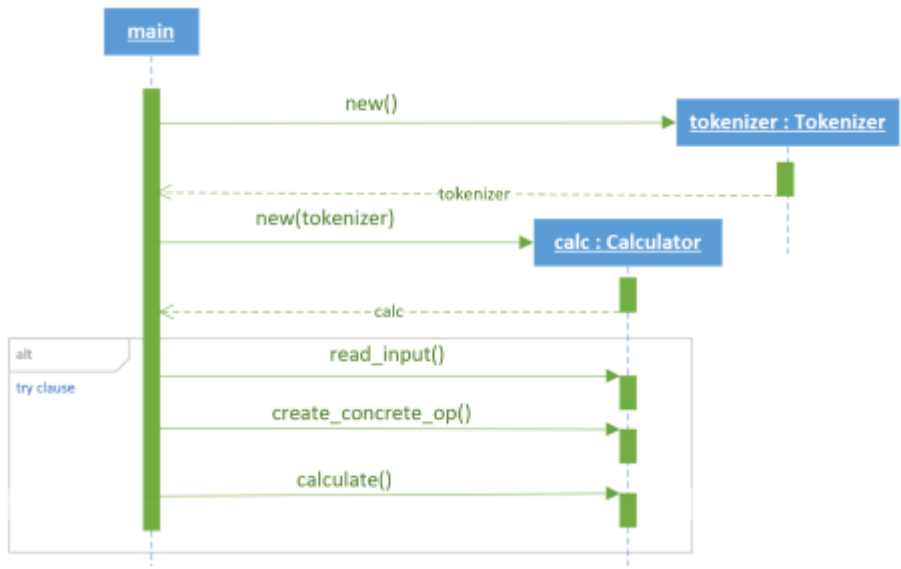 main
new()
tokenizer : Tokenizer
tokenizer
new(tokenizer)
calc : Calculator
calc
alt
read_input()
try clause
create_concrete_op()
calculate()